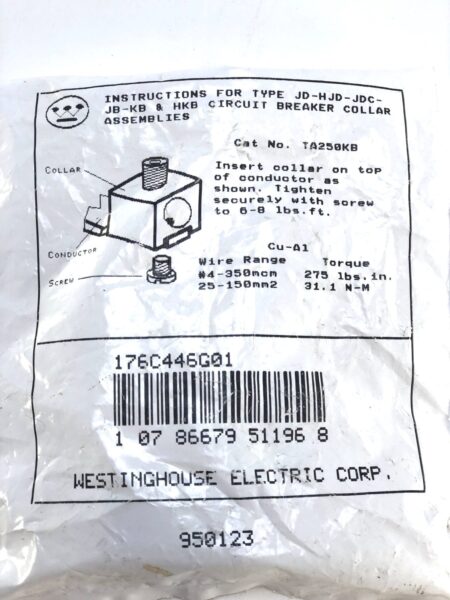 INSTRUCTIONS FOR TYPE JD-HJD-JDC-
JB-KB & HKB CIRCUIT BREAKER COLLAR
ASSEMBLIES
Cat No. TA250KB
COLLAR
Insert collar on top
of conductor as
shown. Tighten
securely with screw
to 6-8 lbs.ft.
CONDUCTOR
SCREW
Cu-Al
Wire Range Torque
#4-350mcm 275 lbs.in.
25-150mm2 31.1 N-M
176C446G01
1 07 86679 51196 8
WESTINGHOUSE ELECTRIC CORP.
950123